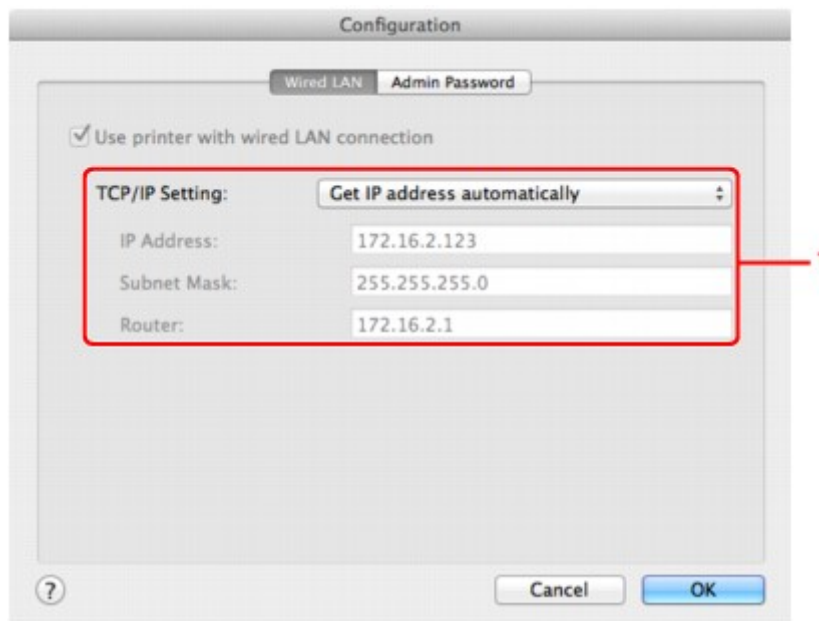 Configuration
Wired LAN Admin Password
Use printer with wired LAN connection
TCP/IP Setting: Get IP address automatically
IP Address: 172.16.2.123
Subnet Mask: 255.255.255.0
Router: 172.16.2.1
? Cancel OK